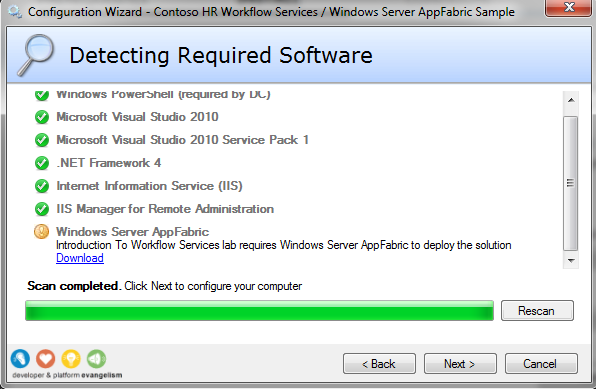 Configuration Wizard - Contoso HR Workflow Services / Windows Server AppFabric Sample
Detecting Required Software
Windows PowerShell (required by DC)
Microsoft Visual Studio 2010
Microsoft Visual Studio 2010 Service Pack 1
.NET Framework 4
Internet Information Service (IIS)
IIS Manager for Remote Administration
Windows Server AppFabric
Introduction To Workflow Services lab requires Windows Server AppFabric to deploy the solution
Download
Scan completed. Click Next to configure your computer
Rescan
developer & platform evangelism
< Back
Next >
Cancel